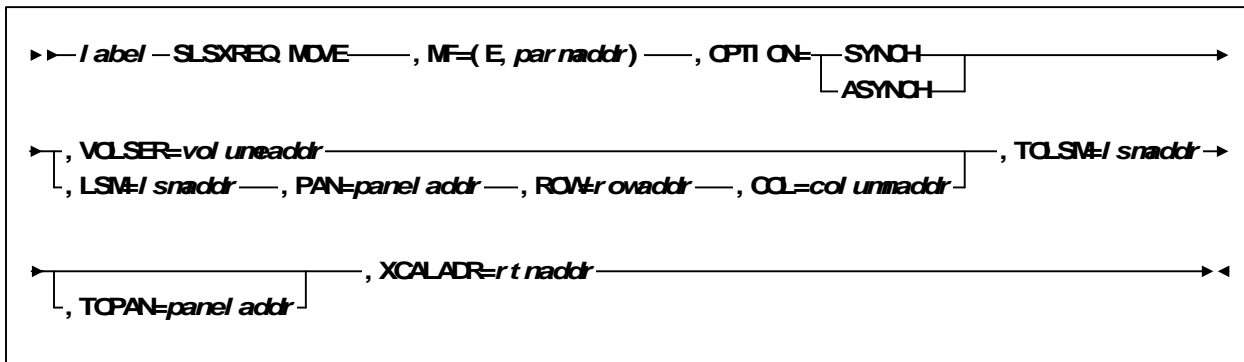 label SLSXREQ MOVE , MF=(E,parmaddr) , OPTION= SYNCH
ASYNCH
, VOLSER=volumeaddr , TOLSM=lsmaddr
, LSM=lsmaddr , PAN=paneladdr , ROW=rowaddr , COL=columnaddr
, XCALADR=rtnaddr
, TOPAN=paneladdr